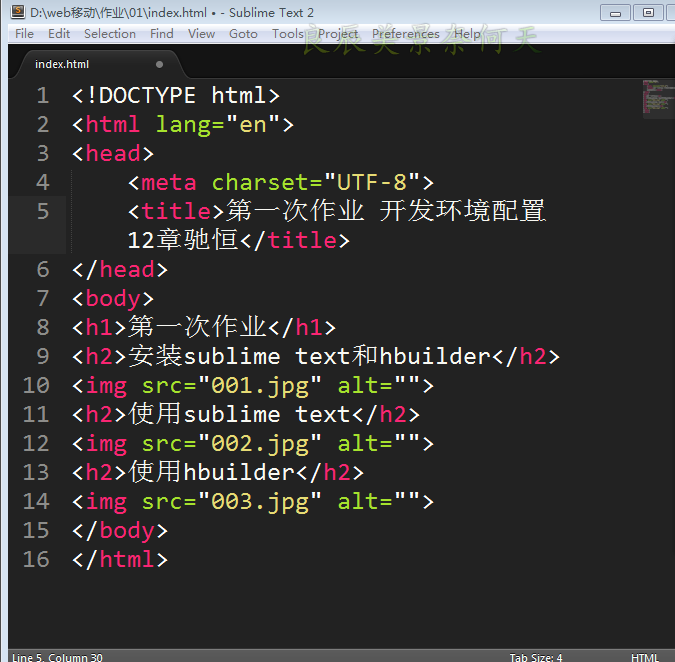 D:\web移动\作业\01\index.html • - Sublime Text 2
File Edit Selection Find View Goto Tools Project Preferences Help
良辰美景奈何天
index.html
1 <!DOCTYPE html>
2 <html lang="en">
3 <head>
4 <meta charset="UTF-8">
5 <title>第一次作业 开发环境配置
12章驰恒</title>
6 </head>
7 <body>
8 <h1>第一次作业</h1>
9 <h2>安装sublime text和hbuilder</h2>
10 <img src="001.jpg" alt="">
11 <h2>使用sublime text</h2>
12 <img src="002.jpg" alt="">
13 <h2>使用hbuilder</h2>
14 <img src="003.jpg" alt="">
15 </body>
16 </html>
Line 5, Column 30 Tab Size: 4 HTML